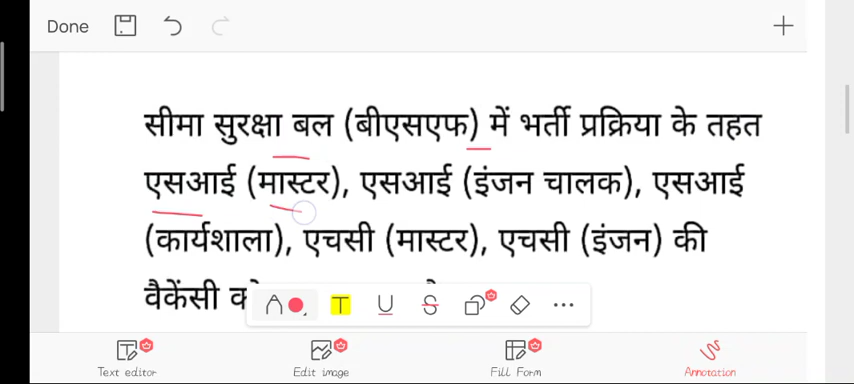 Done
सीमा सुरक्षा बल (बीएसएफ) में भर्ती प्रक्रिया के तहत
एसआई (मास्टर), एसआई (इंजन चालक), एसआई
(कार्यशाला), एचसी (मास्टर), एचसी (इंजन) की
वैकेंसी
T U S
Text editor Edit image Fill Form Annotation